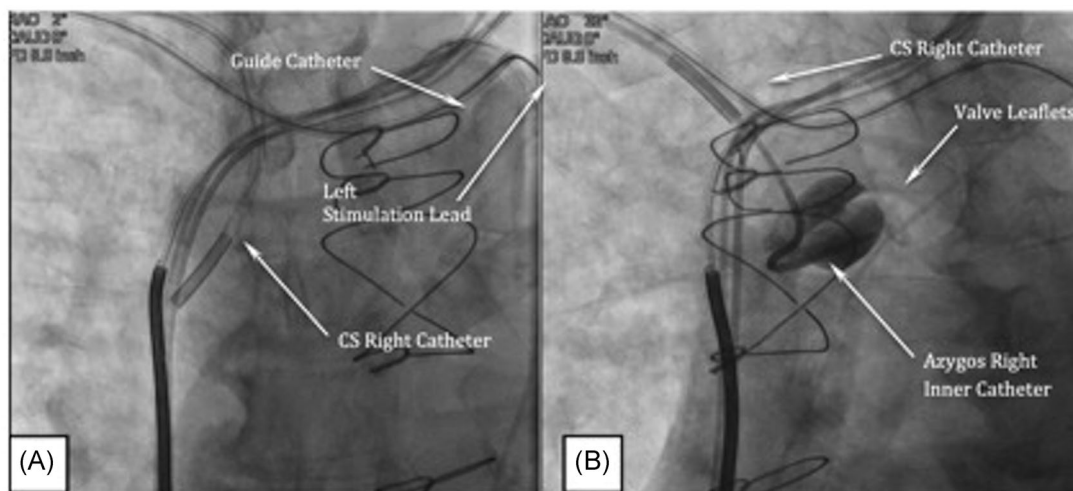 Guide Catheter
Left
Stimulation Lead
CS Right Catheter
(A)
CS Right Catheter
Valve Leaflets
Azygos Right
Inner Catheter
(B)